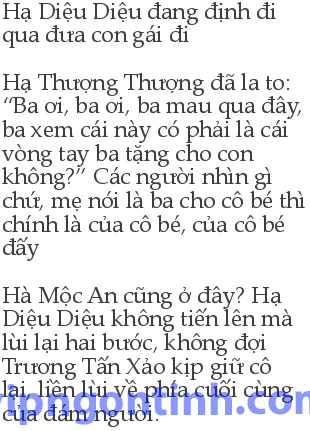 Hạ Diệu Diệu đang định đi
qua đưa con gái đi
Hạ Thượng Thượng đã la to:
“Ba ơi, ba ơi, ba mau qua đây,
ba xem cái này có phải là cái
vòng tay ba tặng cho con
không?” Các người nhìn gì
chứ, mẹ nói là ba cho cô bé thì
chính là của cô bé, của cô bé
đấy
Hà Mộc An cũng ở đây? Hạ
Diệu Diệu không tiến lên mà
lùi lại hai bước, không đợi
Trương Tấn Xảo kịp giữ cô
lại, liền lùi về phía cuối cùng
của đám người.
vipngontinh.com